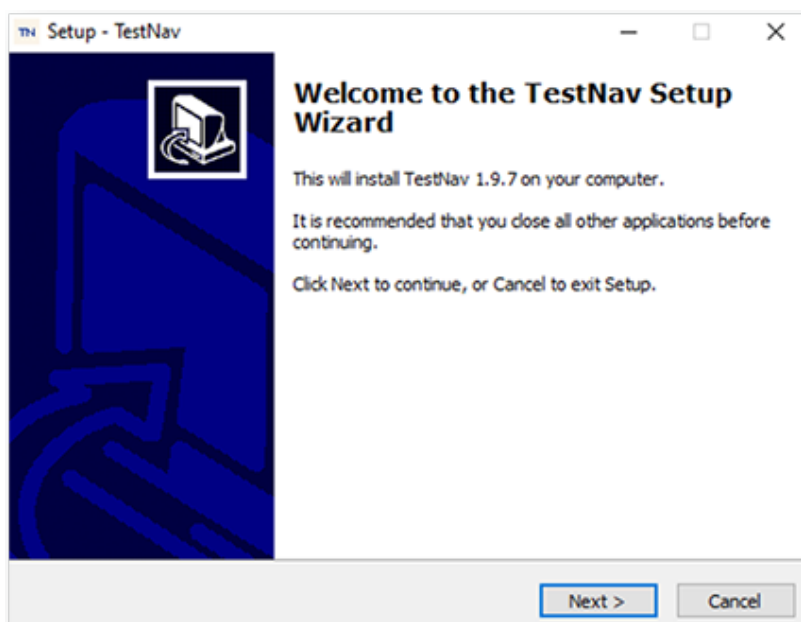 TN Setup - TestNav
Welcome to the TestNav Setup
Wizard
This will install TestNav 1.9.7 on your computer.
It is recommended that you close all other applications before
continuing.
Click Next to continue, or Cancel to exit Setup.
Next >
Cancel